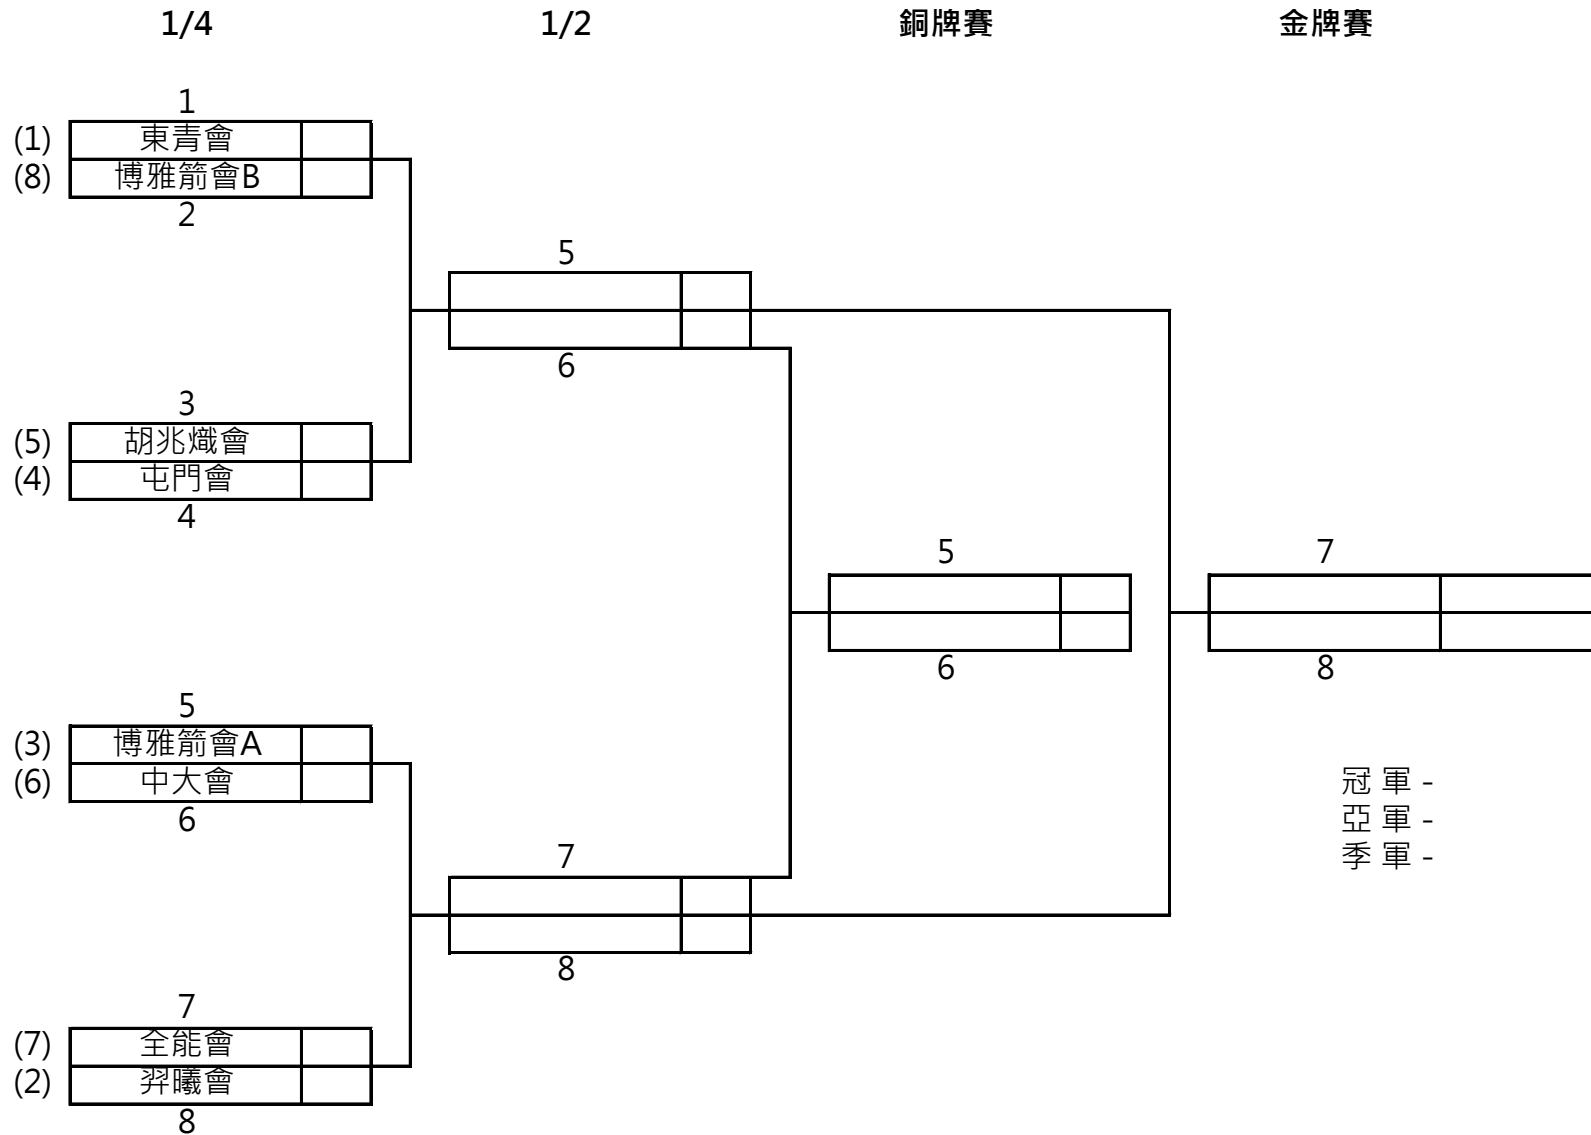 1/4 1/2 銅牌賽 金牌賽
1
(1) 東青會
(8) 博雅箭會B
2
5
6
3
(5) 胡兆熾會
(4) 屯門會
4
5 7
6 8
5
(3) 博雅箭會A
(6) 中大會
6
冠 軍 -
亞 軍 -
季 軍 -
7
8
7
(7) 全能會
(2) 羿曦會
8